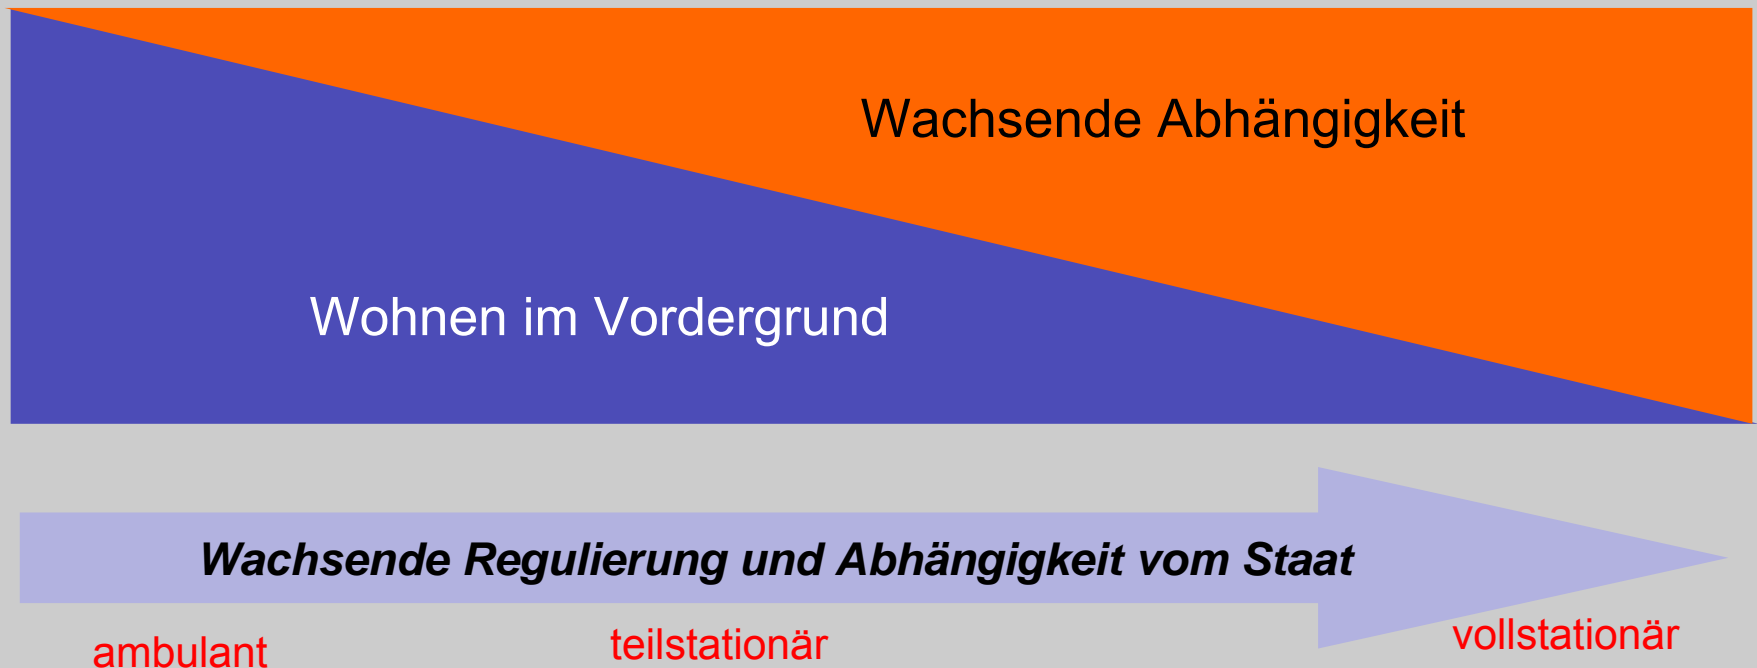 Wachsende Abhängigkeit
Wohnen im Vordergrund
Wachsende Regulierung und Abhängigkeit vom Staat
ambulant
teilstationär
vollstationär